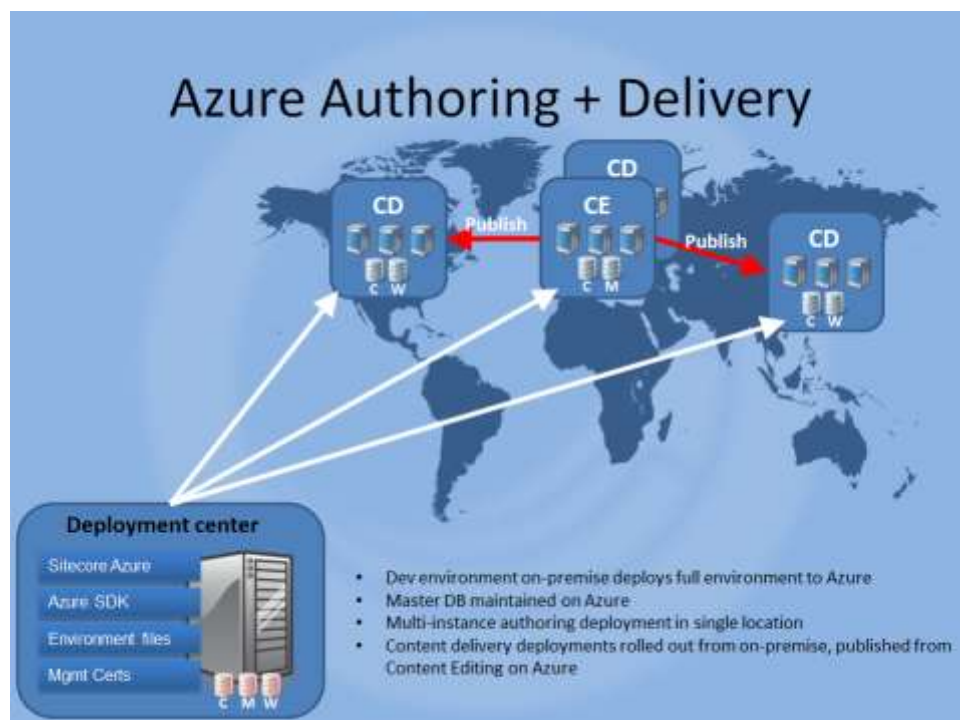 Azure Authoring + Delivery
CD
CD
CE
Publish
Publish
CD
C W
C M
C W
Deployment center
Sitecore Azure
Azure SDK
Environment files
Mgmt Certs
C M W
• Dev environment on-premise deploys full environment to Azure
• Master DB maintained on Azure
• Multi-instance authoring deployment in single location
• Content delivery deployments rolled out from on-premise, published from
Content Editing on Azure